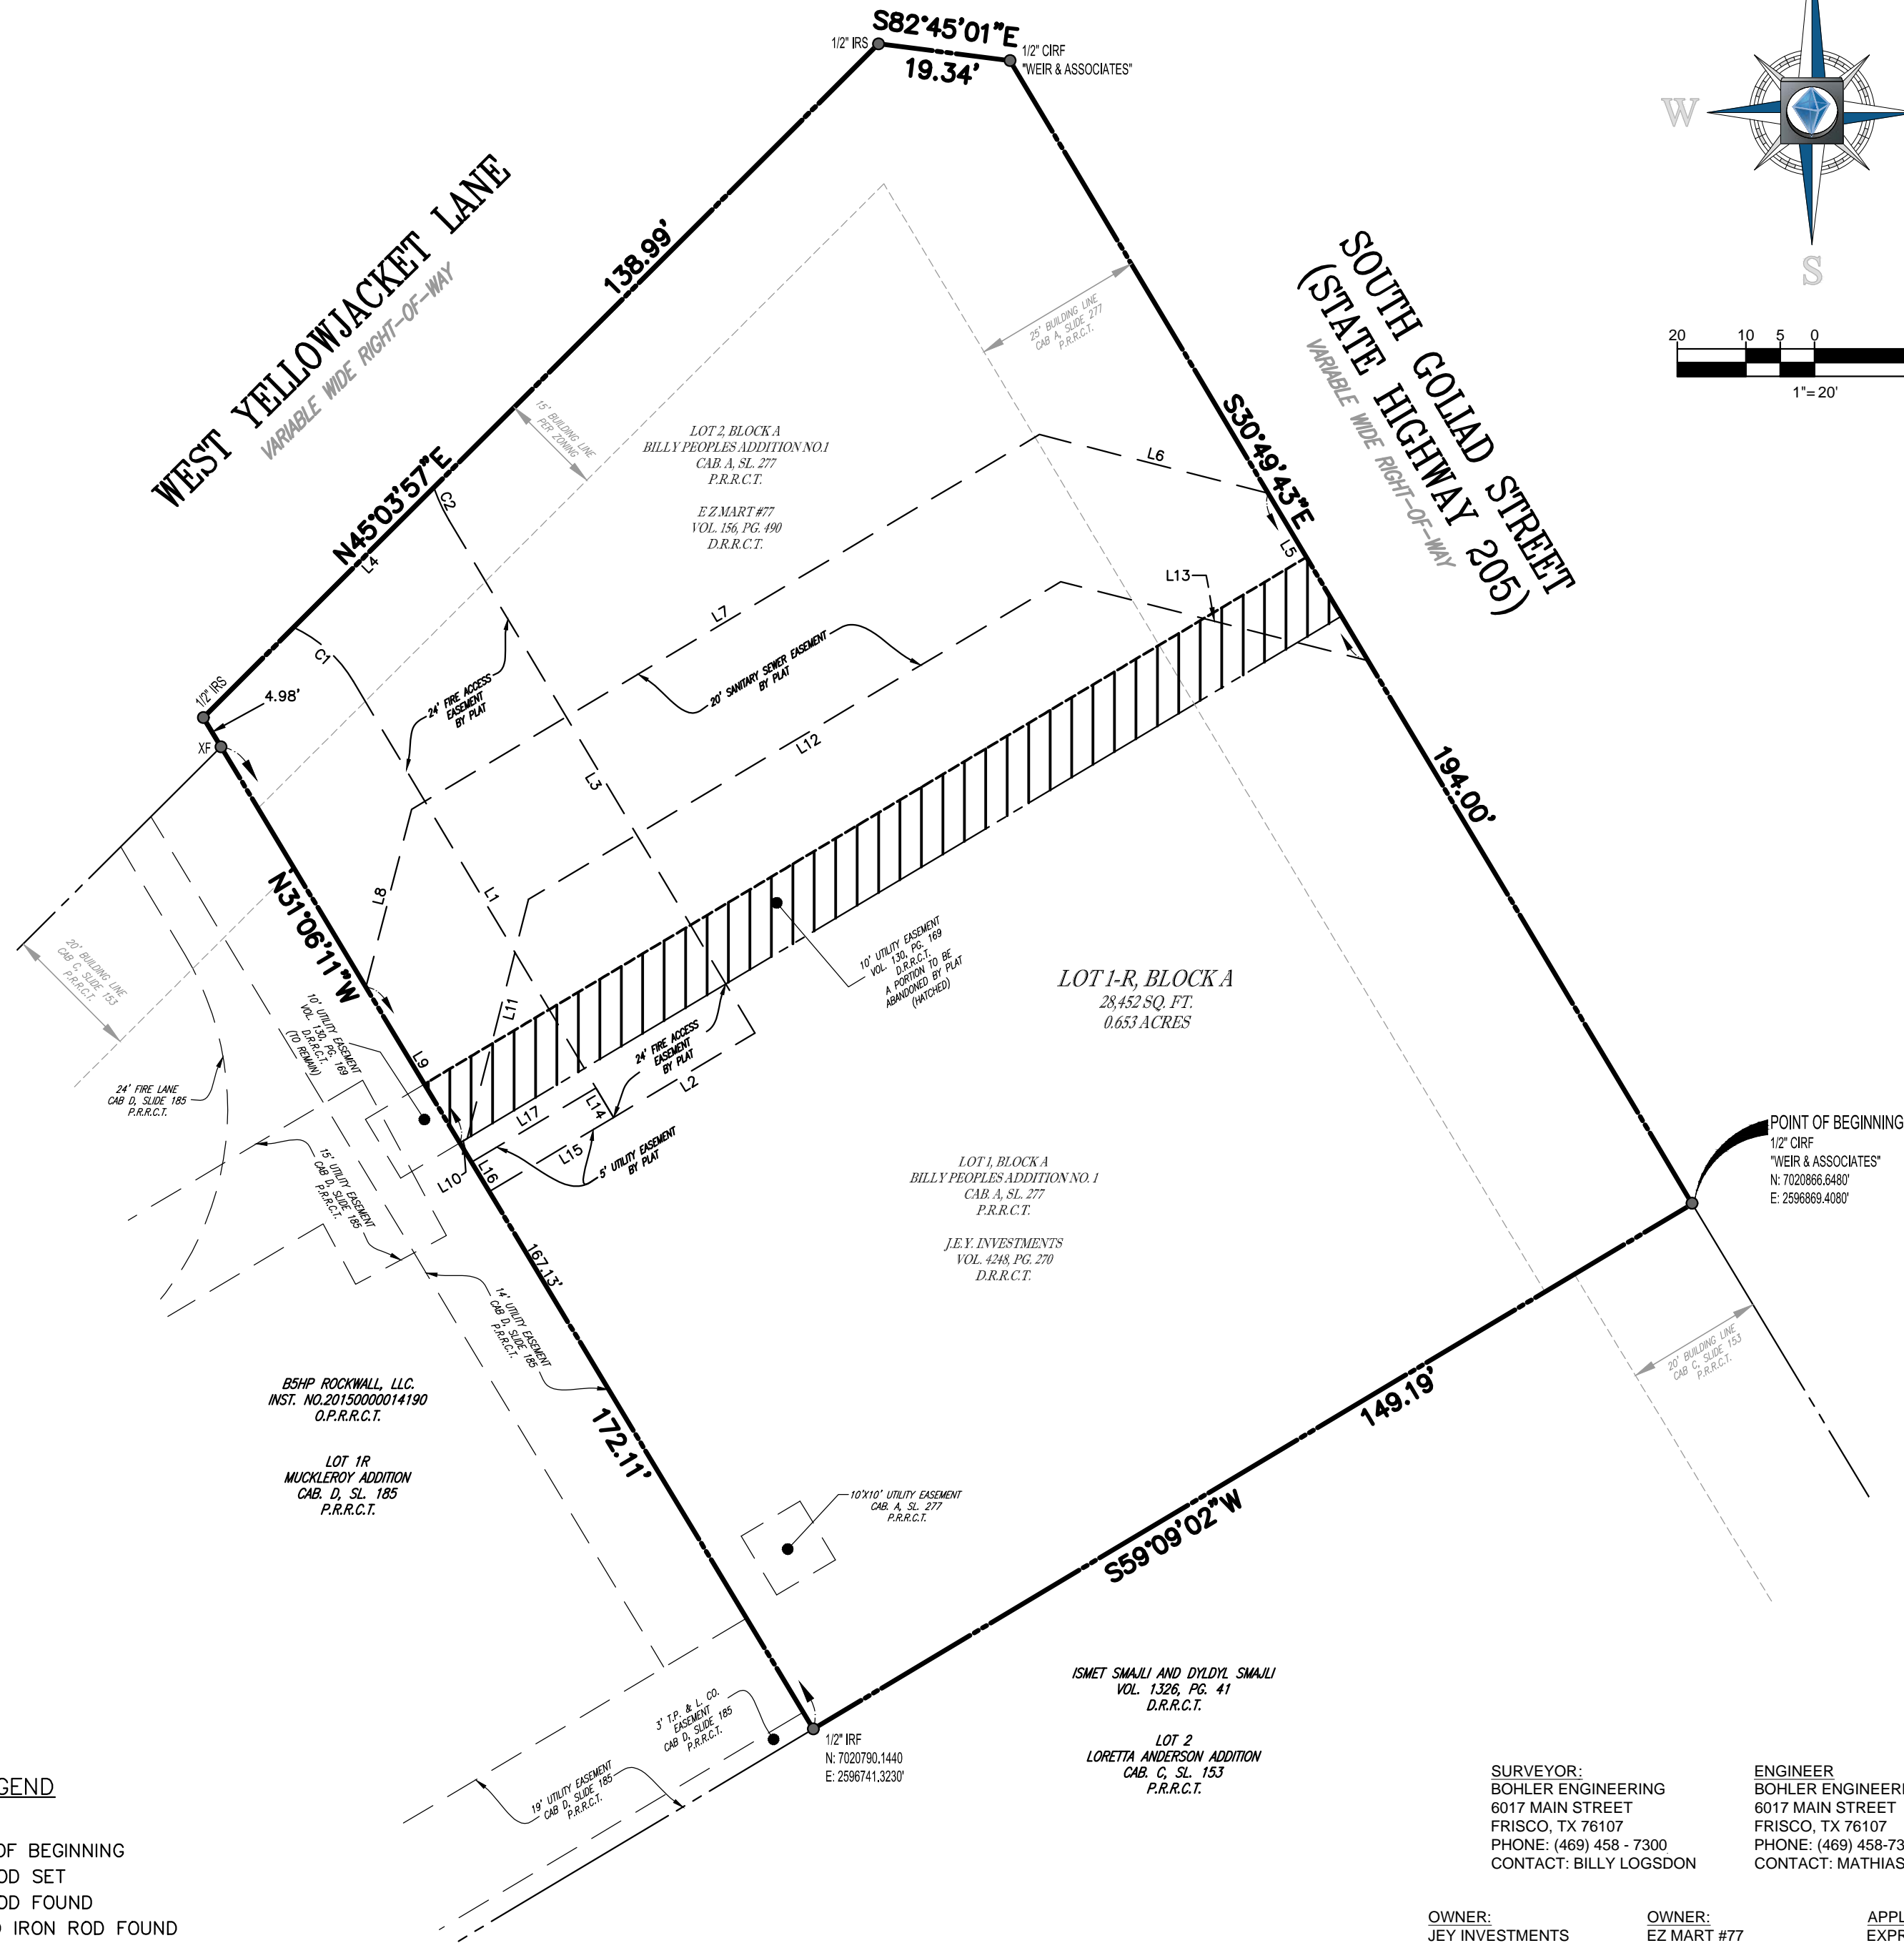 S82°45'01"E
19.34'
1/2" IRS
1/2" CIRF
"WEIR & ASSOCIATES"
W
S
20 10 5 0
1"=20'
WEST YELLOWJACKET LANE
VARIABLE WIDE RIGHT-OF-WAY
138.99'
N45°03'57"E
L4
SOUTH GOLIAD STREET
(STATE HIGHWAY 205)
VARIABLE WIDE RIGHT-OF-WAY
25' BUILDING LINE
CAB A, SLIDE 277
P.R.R.C.T.
15' BUILDING LINE
PER ZONING
LOT 2, BLOCK A
BILLY PEOPLES ADDITION NO.1
CAB. A, SL. 277
P.R.R.C.T.
E Z MART #77
VOL. 156, PG. 490
D.R.R.C.T.
C2
L6
S30°49'43"E
L5
L13
L7
C1
1/2" IRS
4.98'
XF
24' FIRE ACCESS
EASEMENT
BY PLAT
20' SANITARY SEWER EASEMENT
BY PLAT
L12
L3
194.00'
L8
L1
N31°06'11"W
20' BUILDING LINE
CAB C, SLIDE 153
P.R.R.C.T.
10' UTILITY EASEMENT
VOL. 130, PG. 169
D.R.R.C.T.
(TO REMAIN)
L11
L9
10' UTILITY EASEMENT
VOL. 130, PG. 169
D.R.R.C.T.
A PORTION TO BE
ABANDONED BY PLAT
(HATCHED)
LOT 1-R, BLOCK A
28,452 SQ. FT.
0.653 ACRES
24' FIRE LANE
CAB D, SLIDE 185
P.R.R.C.T.
24' FIRE ACCESS
EASEMENT
BY PLAT
L2
L17
L14
L15
L16
L10
5' UTILITY EASEMENT
BY PLAT
15' UTILITY EASEMENT
CAB D, SLIDE 185
P.R.R.C.T.
POINT OF BEGINNING
1/2" CIRF
"WEIR & ASSOCIATES"
N: 7020866.6480'
E: 2596869.4080'
LOT 1, BLOCK A
BILLY PEOPLES ADDITION NO. 1
CAB. A, SL. 277
P.R.R.C.T.
J.E.Y. INVESTMENTS
VOL. 4248, PG. 270
D.R.R.C.T.
167.13'
14' UTILITY EASEMENT
CAB D, SLIDE 185
P.R.R.C.T.
20' BUILDING LINE
CAB C, SLIDE 153
P.R.R.C.T.
B5HP ROCKWALL, LLC.
INST. NO.20150000014190
O.P.R.R.C.T.
LOT 1R
MUCKLEROY ADDITION
CAB. D, SL. 185
P.R.R.C.T.
172.11'
149.19'
S59°09'02"W
10'X10' UTILITY EASEMENT
CAB. A, SL. 277
P.R.R.C.T.
ISMET SMAJLI AND DYLDYL SMAJLI
VOL. 1326, PG. 41
D.R.R.C.T.
LOT 2
LORETTA ANDERSON ADDITION
CAB. C, SL. 153
P.R.R.C.T.
3' T.P. & L. CO.
EASEMENT
CAB D, SLIDE 185
P.R.R.C.T.
1/2" IRF
N: 7020790.1440
E: 2596741.3230'
19' UTILITY EASEMENT
CAB D, SLIDE 185
P.R.R.C.T.
GEND
OF BEGINNING
OD SET
OD FOUND
IRON ROD FOUND
SURVEYOR:
BOHLER ENGINEERING
6017 MAIN STREET
FRISCO, TX 76107
PHONE: (469) 458 - 7300
CONTACT: BILLY LOGSDON
ENGINEER
BOHLER ENGINEERI
6017 MAIN STREET
FRISCO, TX 76107
PHONE: (469) 458-73
CONTACT: MATHIAS
OWNER:
JEY INVESTMENTS
OWNER:
EZ MART #77
APPL
EXPR